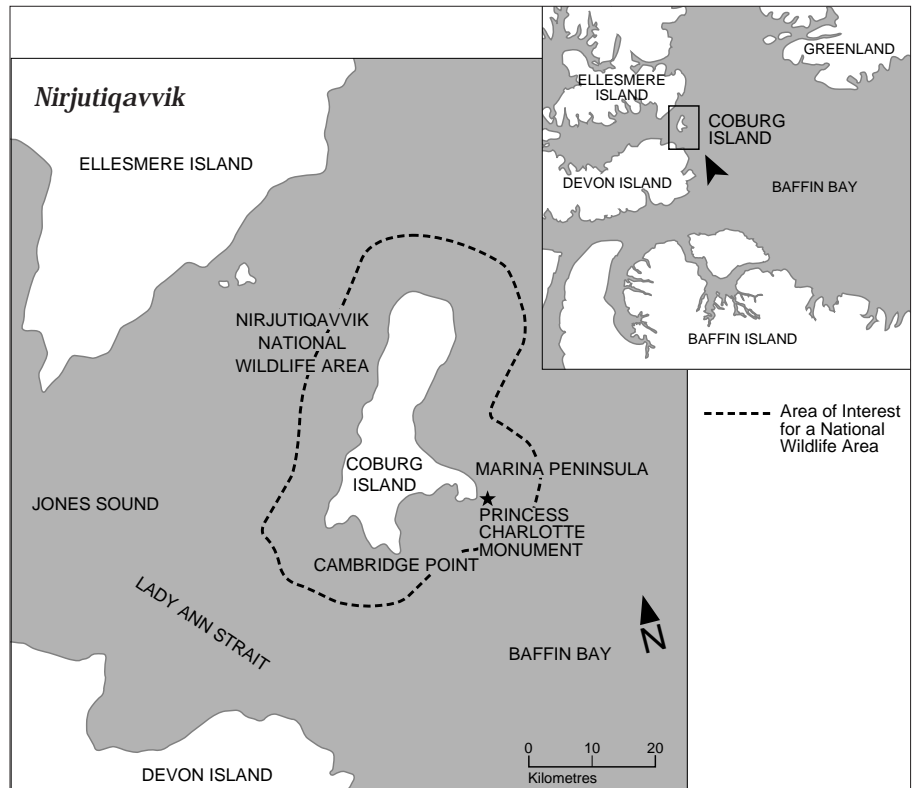 Nirjutiqavvik
ELLESMERE ISLAND
NIRJUTIQAVVIK
NATIONAL
WILDLIFE AREA
COBURG
ISLAND
MARINA PENINSULA
JONES SOUND
PRINCESS
CHARLOTTE
MONUMENT
CAMBRIDGE POINT
LADY ANN STRAIT
BAFFIN BAY
N
DEVON ISLAND
0 10 20
Kilometres
GREENLAND
ELLESMERE
ISLAND
COBURG
ISLAND
DEVON ISLAND
BAFFIN BAY
BAFFIN ISLAND
Area of Interest
for a National
Wildlife Area